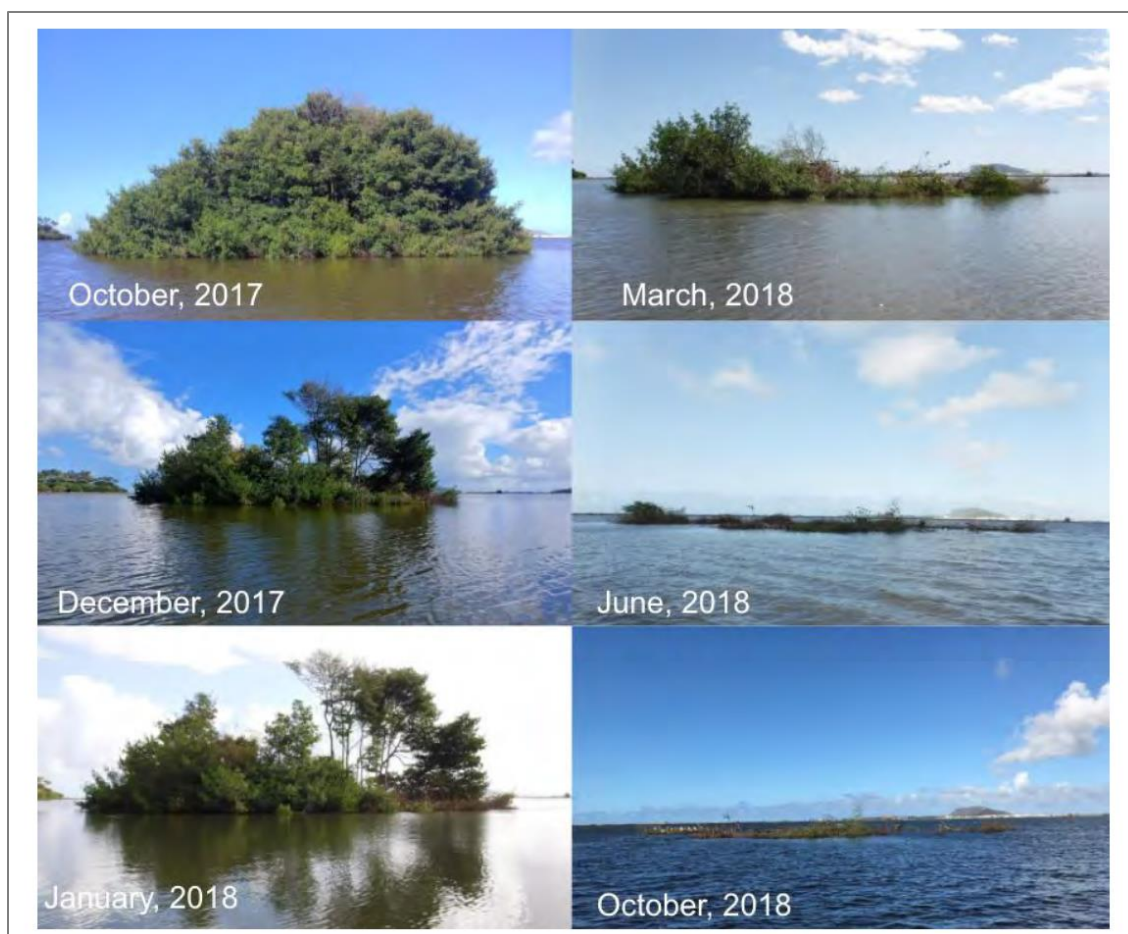 October, 2017
March, 2018
December, 2017
June, 2018
January, 2018
October, 2018